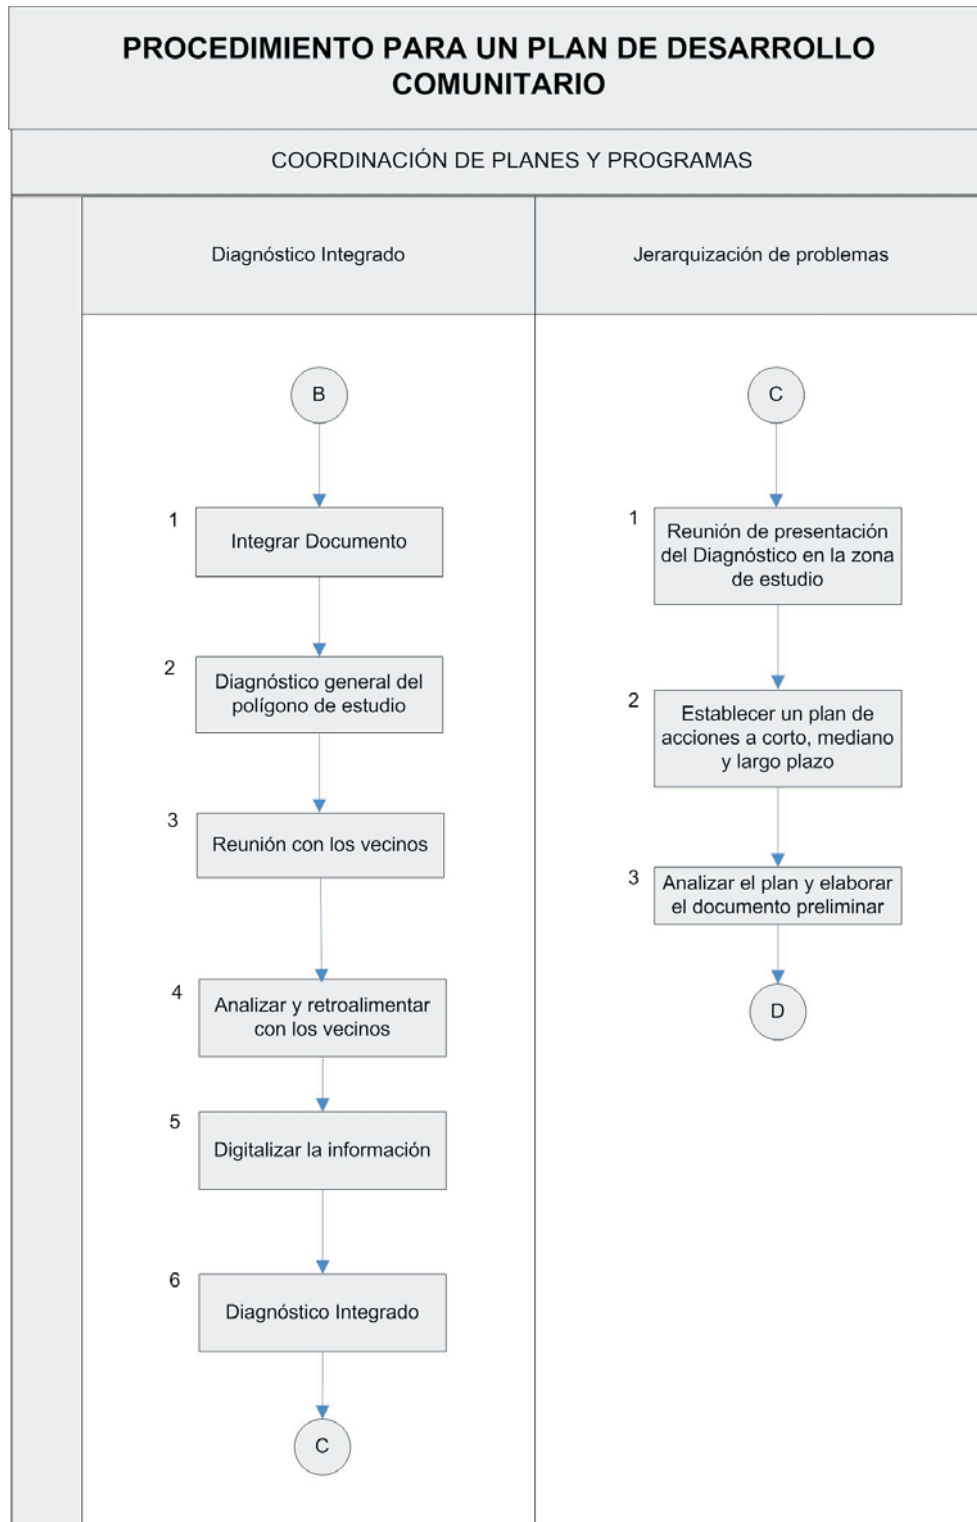 PROCEDIMIENTO PARA UN PLAN DE DESARROLLO
COMUNITARIO
COORDINACIÓN DE PLANES Y PROGRAMAS
Diagnóstico Integrado
B
1
Integrar Documento
2
Diagnóstico general del
polígono de estudio
3
Reunión con los vecinos
4
Analizar y retroalimentar
con los vecinos
5
Digitalizar la información
6
Diagnóstico Integrado
C
Jerarquización de problemas
C
1
Reunión de presentación
del Diagnóstico en la zona
de estudio
2
Establecer un plan de
acciones a corto, mediano
y largo plazo
3
Analizar el plan y elaborar
el documento preliminar
D